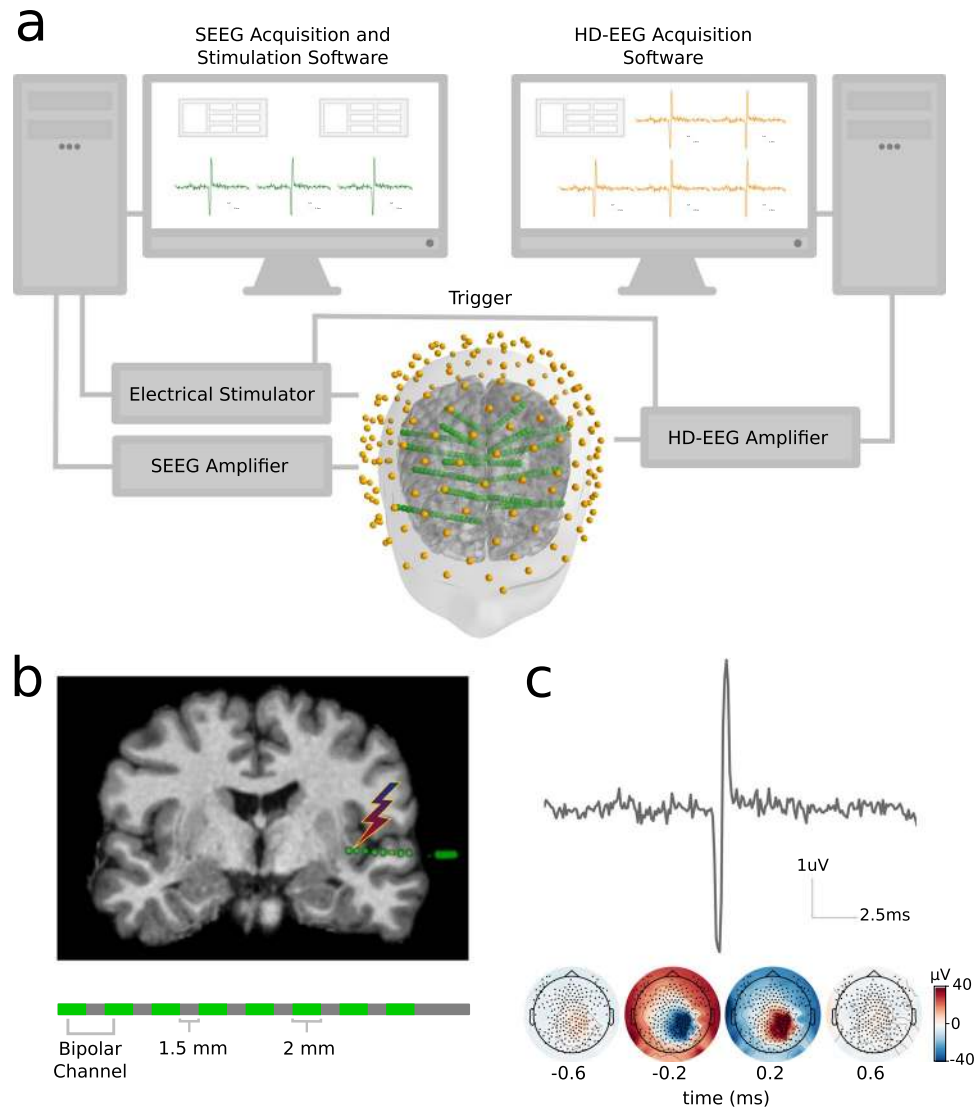 a
SEEG Acquisition and
Stimulation Software
HD-EEG Acquisition
Software
Trigger
Electrical Stimulator
SEEG Amplifier
HD-EEG Amplifier
b
Bipolar
Channel
1.5 mm
2 mm
c
1uV
2.5ms
μV
40
0
-40
-0.6
-0.2
0.2
0.6
time (ms)